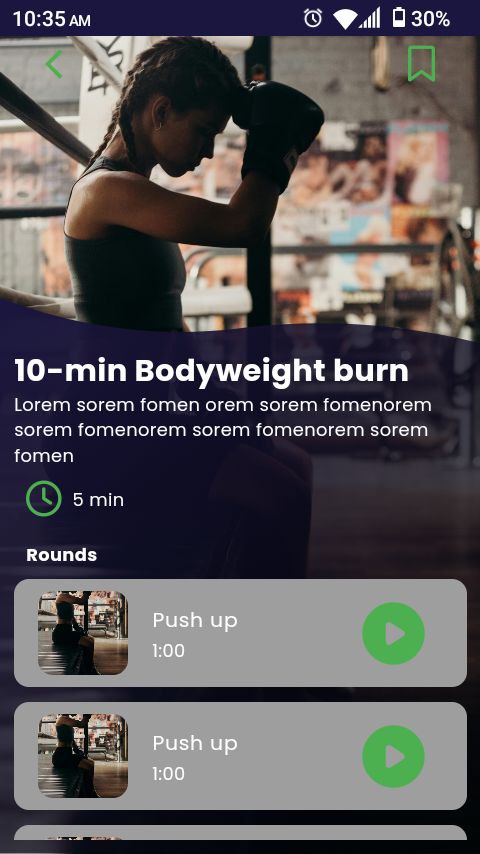 10:35 AM
30%
10-min Bodyweight burn
Lorem sorem fomen orem sorem fomenorem
sorem fomenorem sorem fomenorem sorem
fomen
5 min
Rounds
Push up
1:00
Push up
1:00